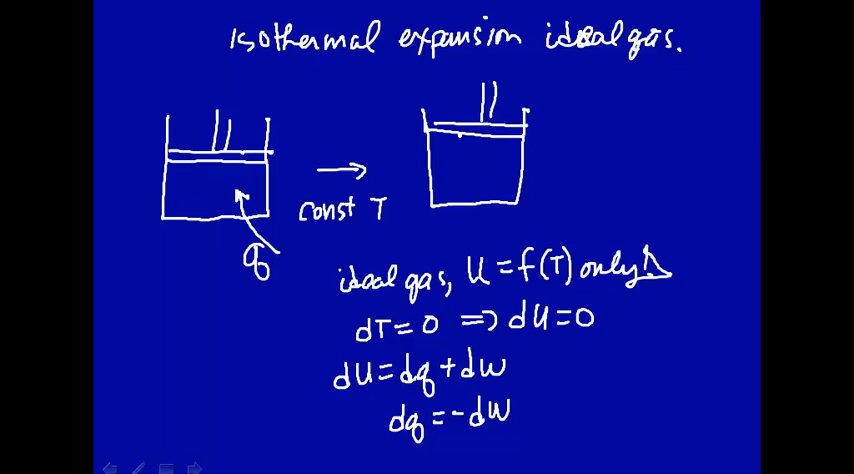 isothermal expansion ideal gas.
const T
q
ideal gas, U = f(T) only!
dT = 0 ⇒ dU = 0
dU = dq + dw
dq = - dw